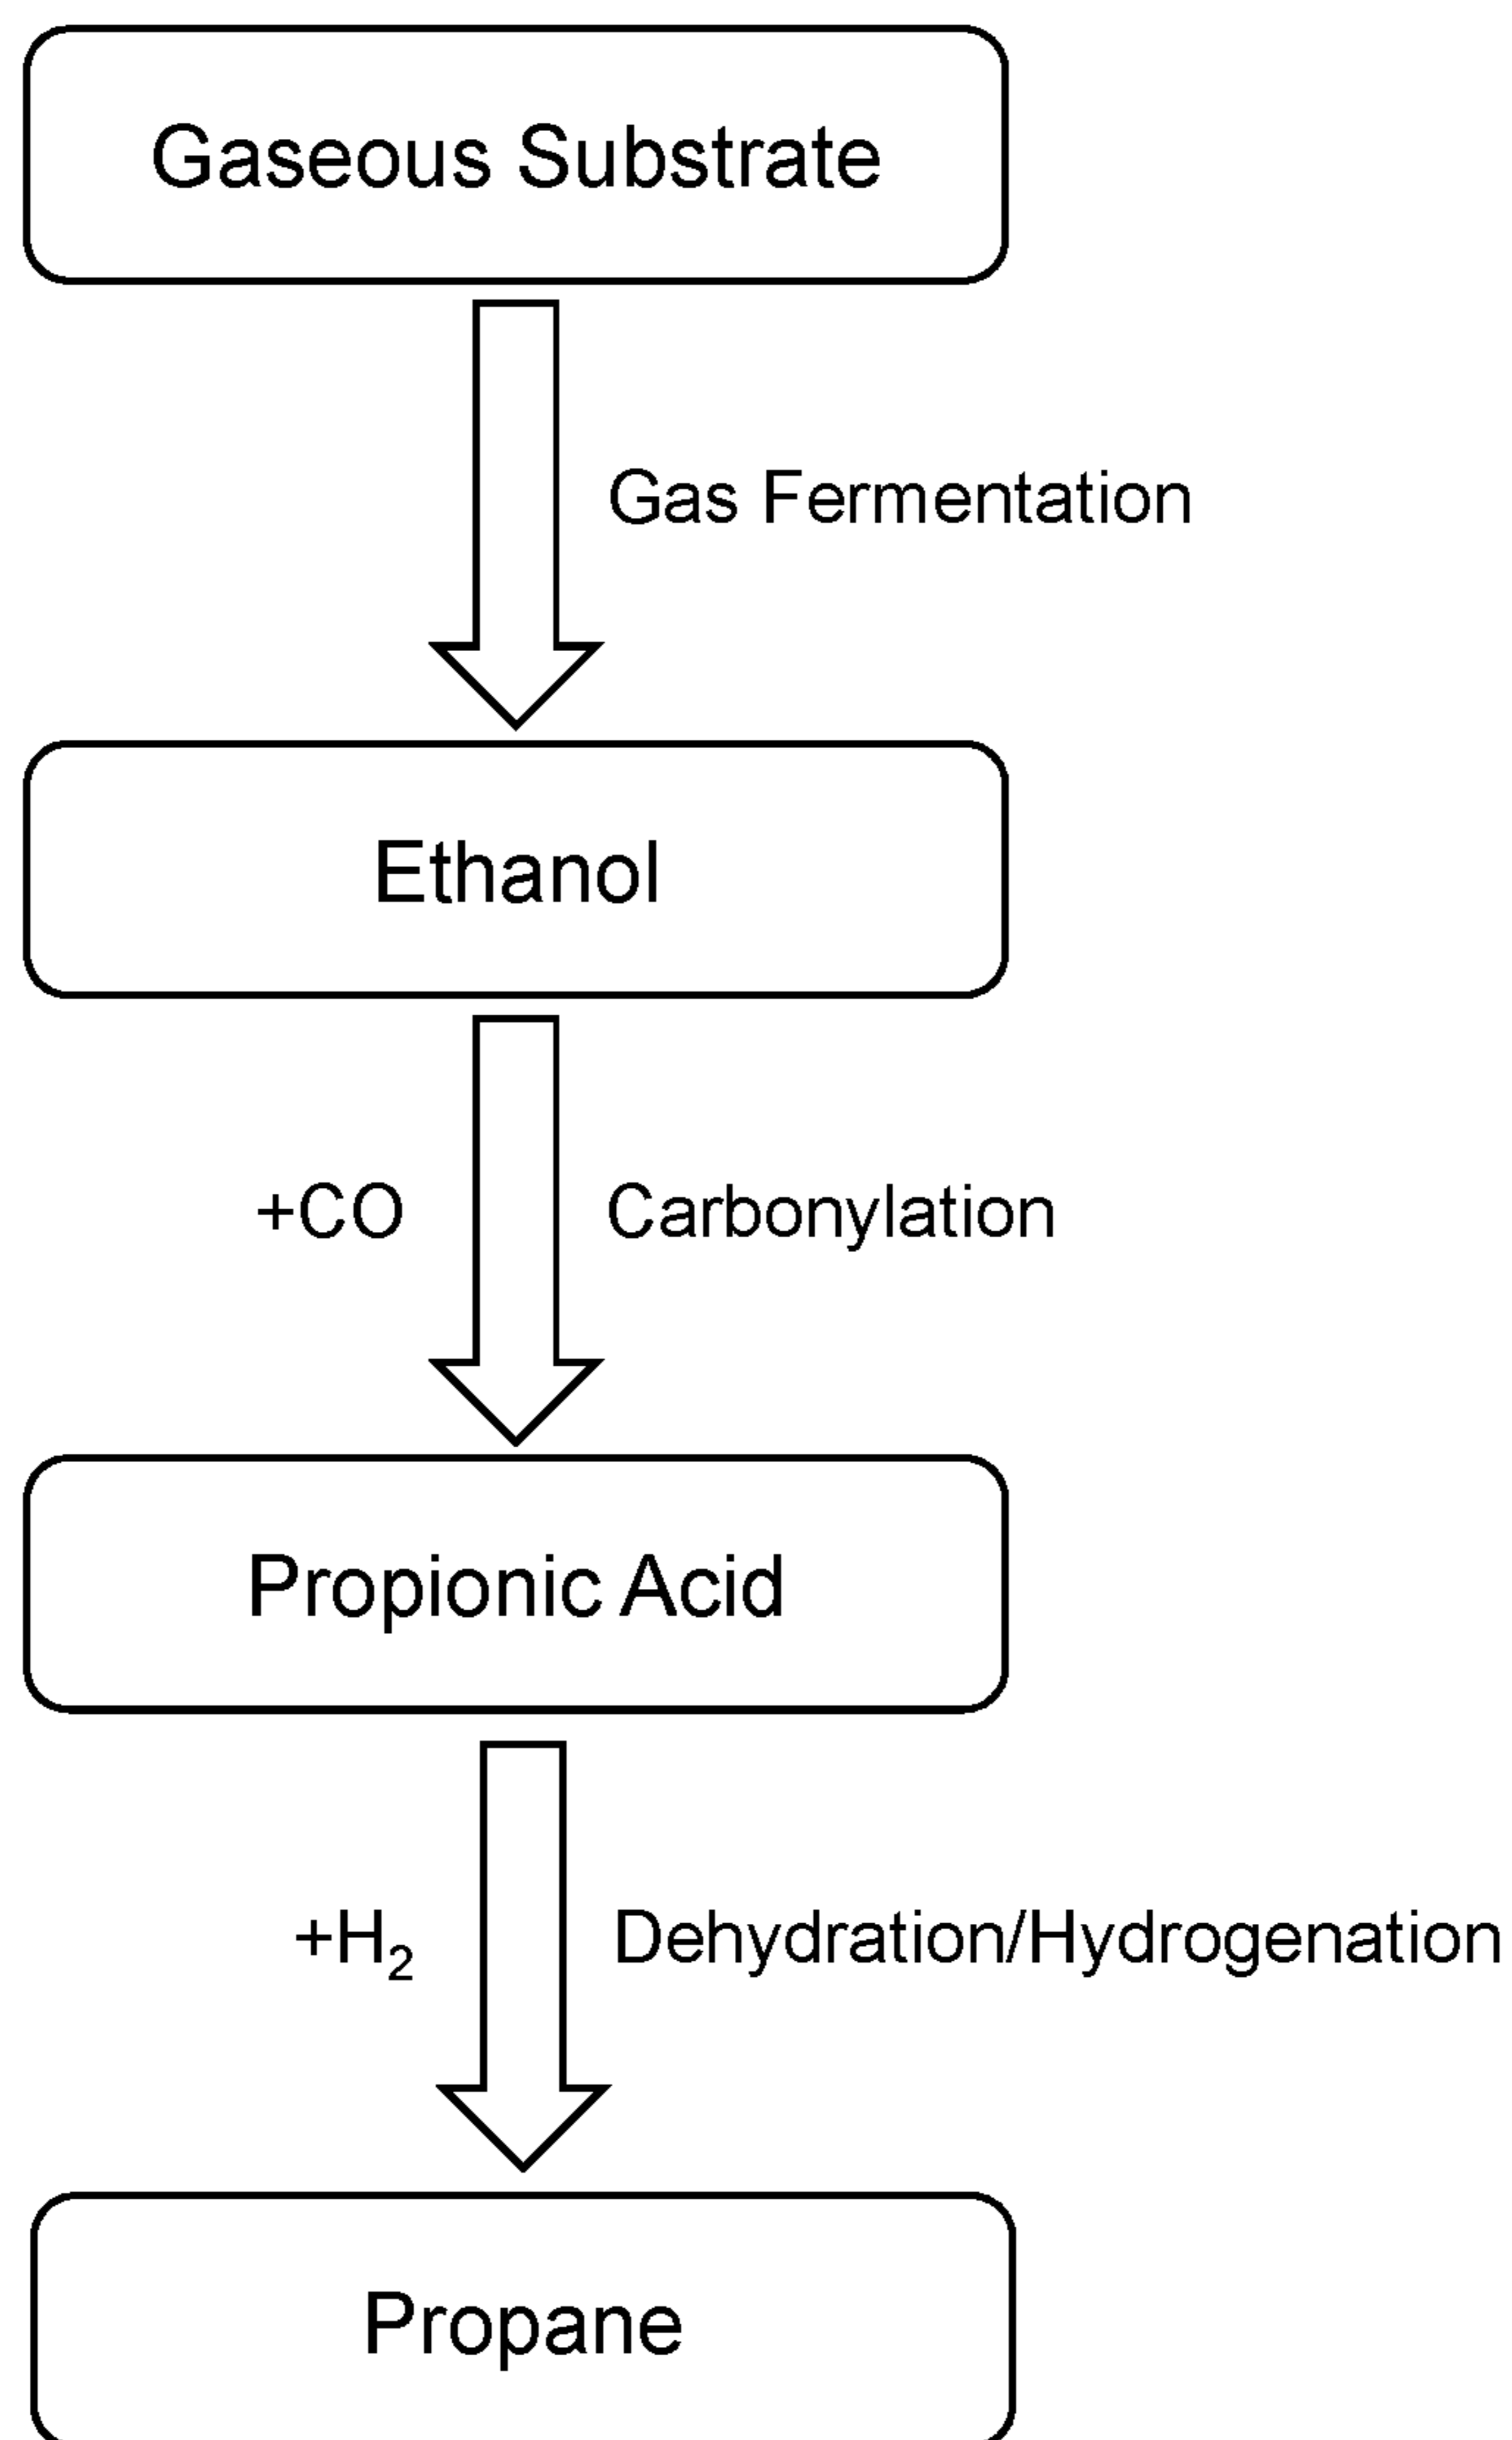 Gaseous Substrate
Gas Fermentation
Ethanol
+CO
Carbonylation
Propionic Acid
+H₂
Dehydration/Hydrogenation
Propane